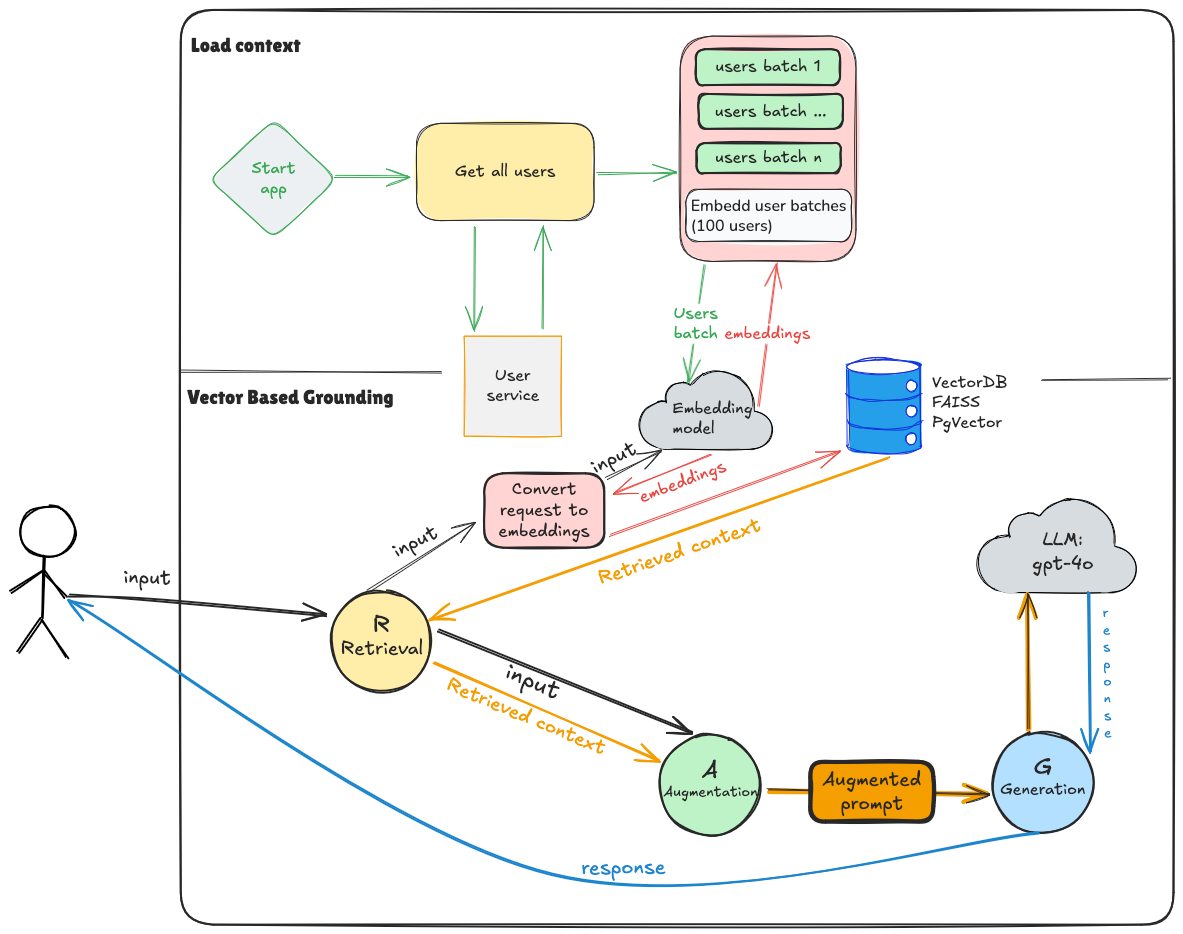 Load context
users batch 1
users batch ...
users batch n
Start
app
Get all users
Embedd user batches
(100 users)
Users
batch
embeddings
User
service
Vector Based Grounding
Embedding
model
VectorDB
FAISS
PgVector
input
embeddings
Convert
request to
embeddings
input
Retrieved context
LLM:
gpt-4o
input
R
Retrieval
response
input
Retrieved context
A
Augmentation
Augmented
prompt
G
Generation
response